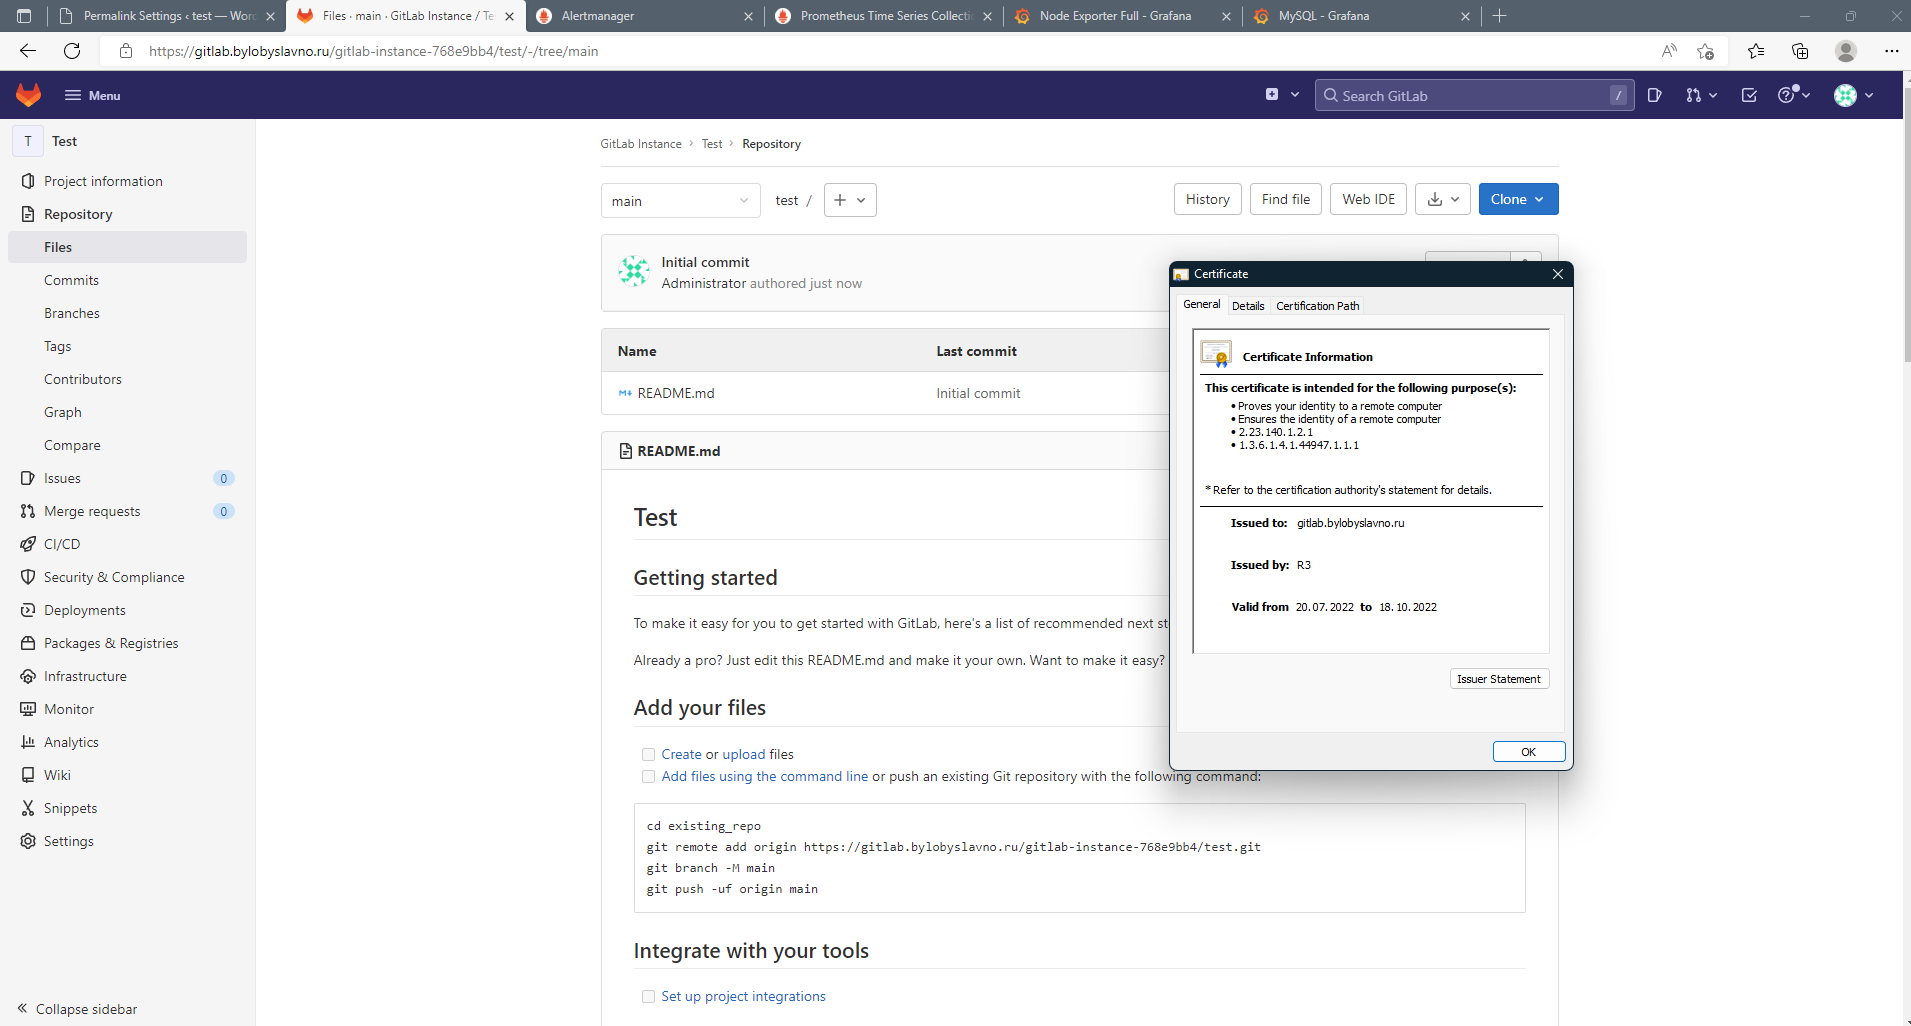 Permalink Settings ‹ test — Wor
Files · main · GitLab Instance / Te
Alertmanager
Prometheus Time Series Collecti
Node Exporter Full - Grafana
MySQL - Grafana
https://gitlab.bylobyslavno.ru/gitlab-instance-768e9bb4/test/-/tree/main
Menu
Search GitLab
/
T Test
Project information
Repository
Files
Commits
Branches
Tags
Contributors
Graph
Compare
Issues 0
Merge requests 0
CI/CD
Security & Compliance
Deployments
Packages & Registries
Infrastructure
Monitor
Analytics
Wiki
Snippets
Settings
Collapse sidebar
GitLab Instance › Test › Repository
main
test /
History
Find file
Web IDE
Clone
Initial commit
Administrator authored just now
Name Last commit
README.md Initial commit
README.md
Test
Getting started
To make it easy for you to get started with GitLab, here's a list of recommended next st
Already a pro? Just edit this README.md and make it your own. Want to make it easy?
Add your files
Create or upload files
Add files using the command line or push an existing Git repository with the following command:
cd existing_repo
git remote add origin https://gitlab.bylobyslavno.ru/gitlab-instance-768e9bb4/test.git
git branch -M main
git push -uf origin main
Integrate with your tools
Set up project integrations
Certificate
General Details Certification Path
Certificate Information
This certificate is intended for the following purpose(s):
• Proves your identity to a remote computer
• Ensures the identity of a remote computer
• 2.23.140.1.2.1
• 1.3.6.1.4.1.44947.1.1.1
* Refer to the certification authority's statement for details.
Issued to: gitlab.bylobyslavno.ru
Issued by: R3
Valid from 20.07.2022 to 18.10.2022
Issuer Statement
OK